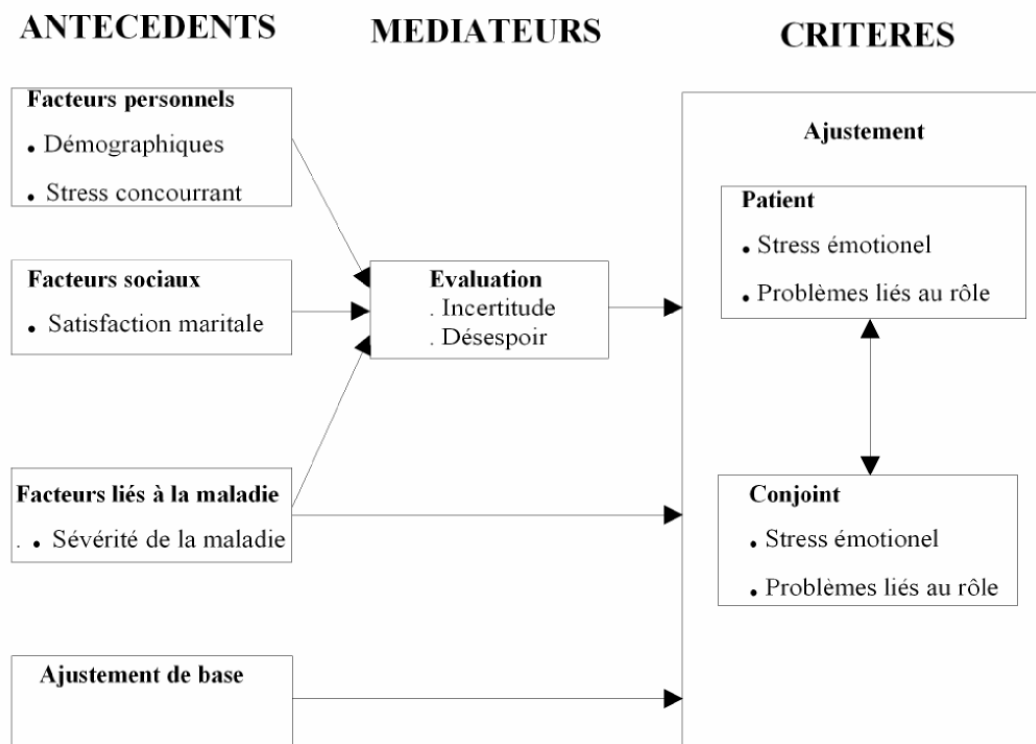 ANTECEDENTS
MEDIATEURS
CRITERES
Facteurs personnels
. Démographiques
. Stress concourrant
Facteurs sociaux
. Satisfaction maritale
Facteurs liés à la maladie
. . Sévérité de la maladie
Ajustement de base
Evaluation
. Incertitude
. Désespoir
Ajustement
Patient
. Stress émotionel
. Problèmes liés au rôle
Conjoint
. Stress émotionel
. Problèmes liés au rôle